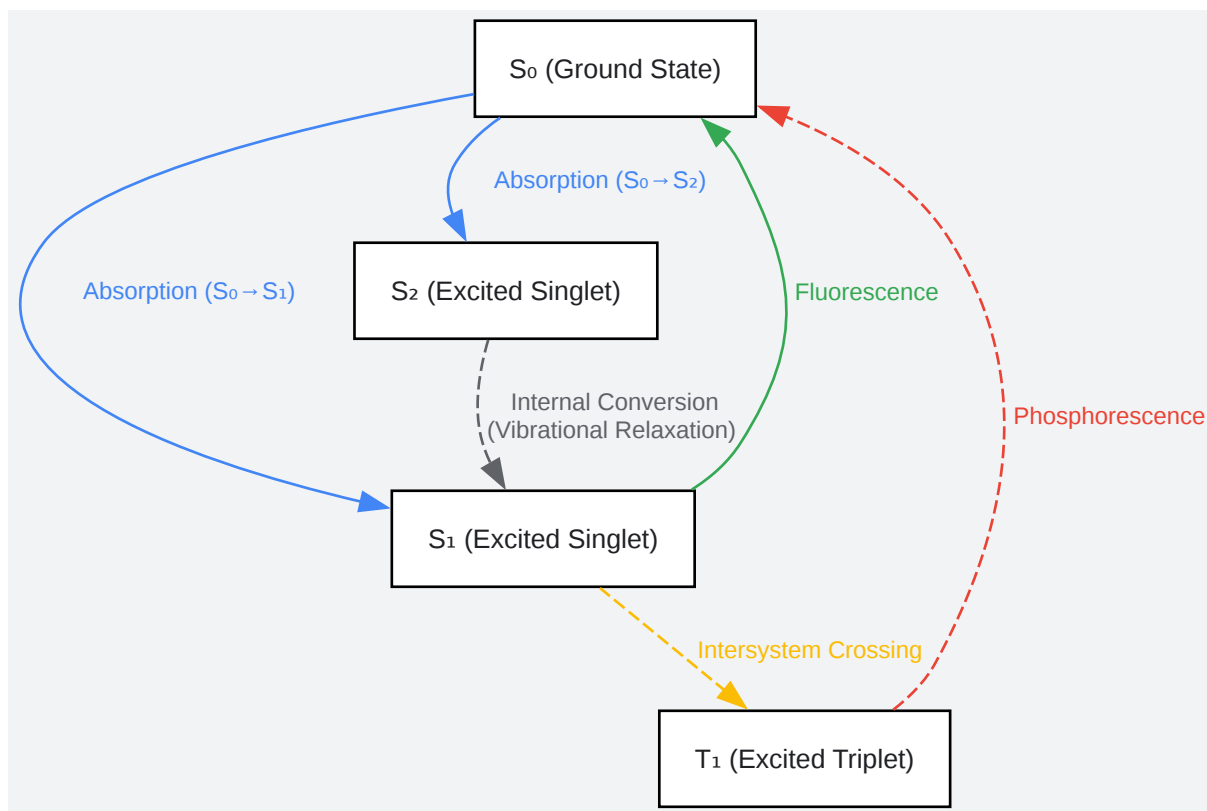 S₀ (Ground State)
Absorption (S₀→S₂)
Absorption (S₀→S₁)
S₂ (Excited Singlet)
Fluorescence
Internal Conversion
(Vibrational Relaxation)
Phosphorescence
S₁ (Excited Singlet)
Intersystem Crossing
T₁ (Excited Triplet)